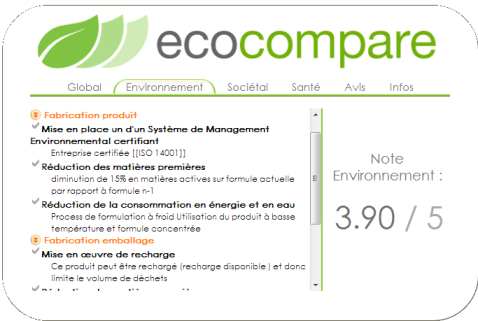 ecocompare
Global Environnement Sociétal Santé Avis Infos
Fabrication produit
Mise en place un d'un Système de Management
Environnemental certifiant
Entreprise certifiée [[ISO 14001]]
Réduction des matières premières
diminution de 15% en matières actives sur formule actuelle
par rapport à formule n-1
Réduction de la consommation en énergie et en eau
Process de formulation à froid Utilisation du produit à basse
température et formule concentrée
Fabrication emballage
Mise en œuvre de recharge
Ce produit peut être rechargé (recharge disponible ) et donc
limite le volume de déchets
Note
Environnement :
3.90 / 5